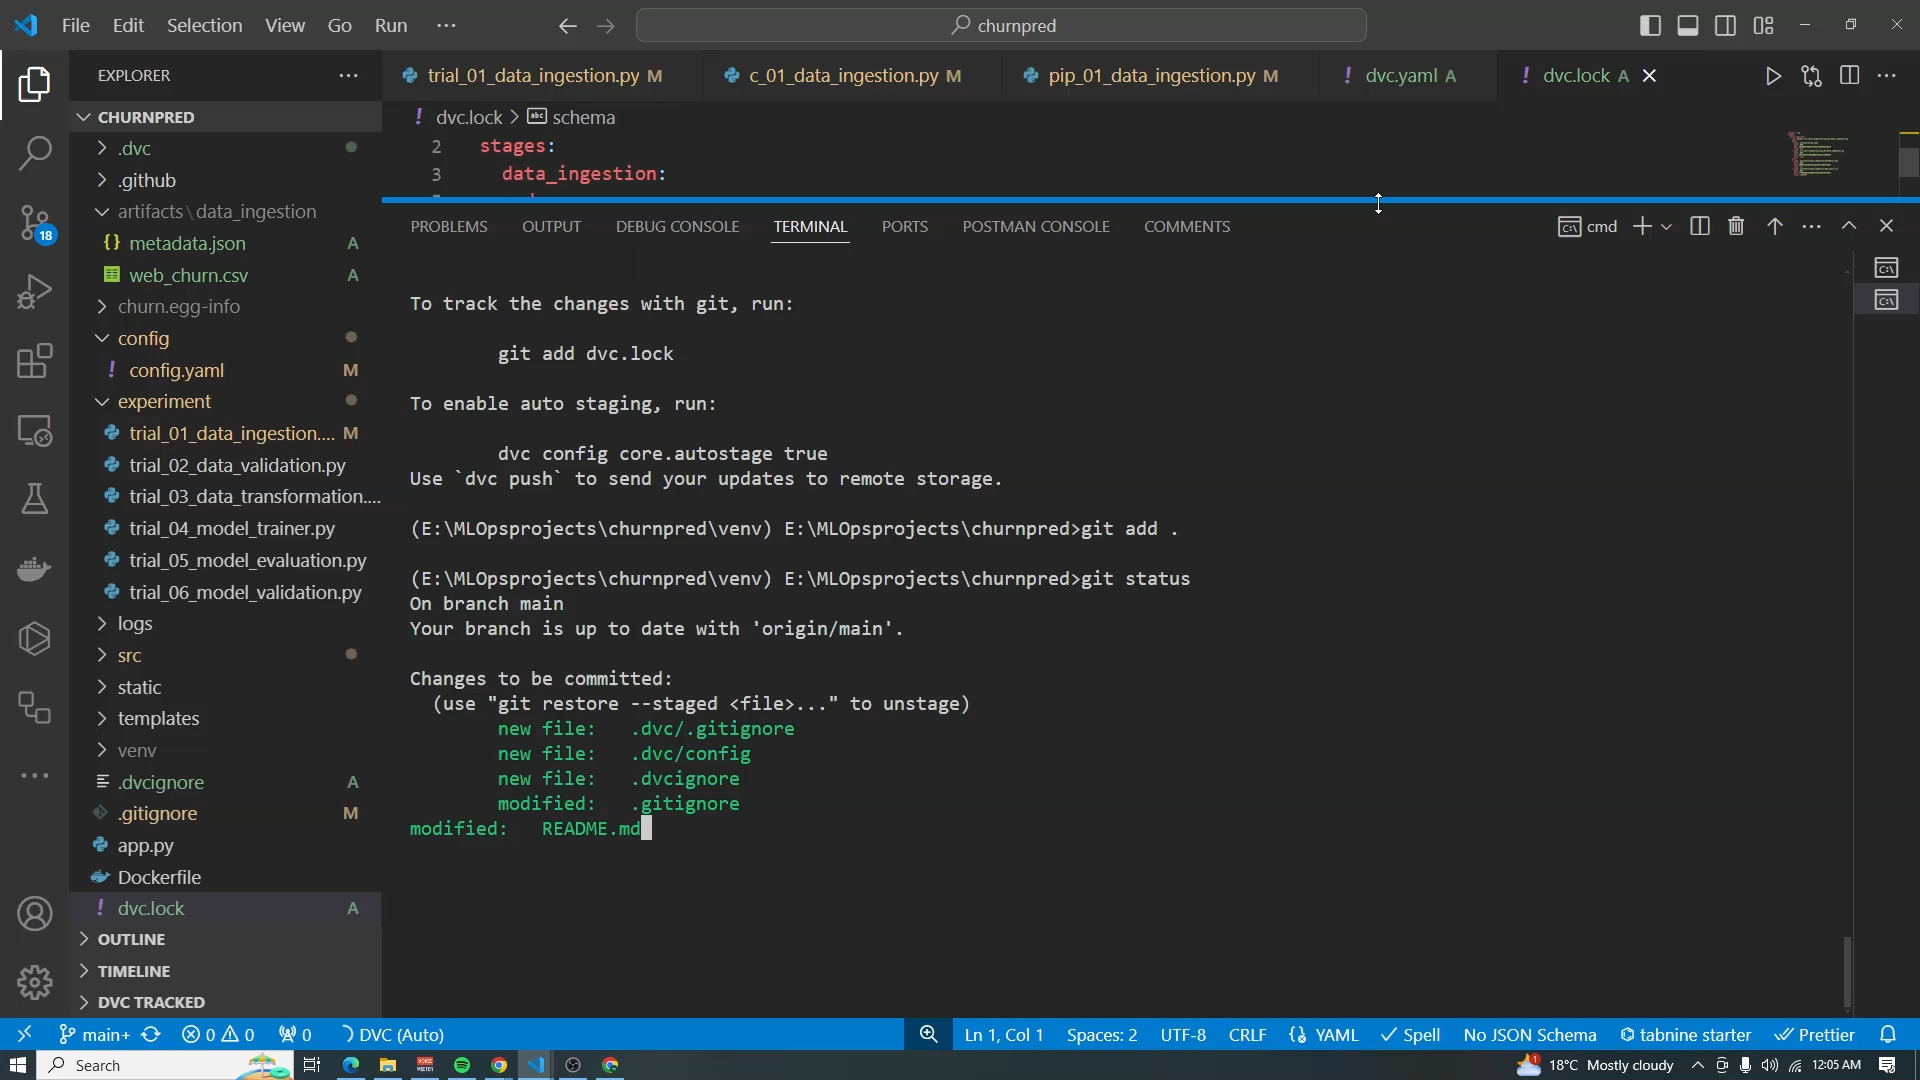 File Edit Selection View Go Run ...
churnpred
EXPLORER
CHURNPRED
.dvc
.github
artifacts\data_ingestion
metadata.json A
web_churn.csv A
churn.egg-info
config
config.yaml M
experiment
trial_01_data_ingestion.... M
trial_02_data_validation.py
trial_03_data_transformation....
trial_04_model_trainer.py
trial_05_model_evaluation.py
trial_06_model_validation.py
logs
src
static
templates
venv
.dvcignore A
.gitignore M
app.py
Dockerfile
dvc.lock A
OUTLINE
TIMELINE
DVC TRACKED
18
trial_01_data_ingestion.py M
c_01_data_ingestion.py M
pip_01_data_ingestion.py M
dvc.yaml A
dvc.lock A
dvc.lock > schema
2 stages:
3 data_ingestion:
PROBLEMS OUTPUT DEBUG CONSOLE TERMINAL PORTS POSTMAN CONSOLE COMMENTS
cmd
To track the changes with git, run:
git add dvc.lock
To enable auto staging, run:
dvc config core.autostage true
Use `dvc push` to send your updates to remote storage.
(E:\MLOpsprojects\churnpred\venv) E:\MLOpsprojects\churnpred>git add .
(E:\MLOpsprojects\churnpred\venv) E:\MLOpsprojects\churnpred>git status
On branch main
Your branch is up to date with 'origin/main'.
Changes to be committed:
(use "git restore --staged <file>..." to unstage)
new file: .dvc/.gitignore
new file: .dvc/config
new file: .dvcignore
modified: .gitignore
modified: README.md
main+ 0 0 0 DVC (Auto)
Ln 1, Col 1 Spaces: 2 UTF-8 CRLF {} YAML Spell No JSON Schema tabnine starter Prettier
Search
18°C Mostly cloudy
12:05 AM